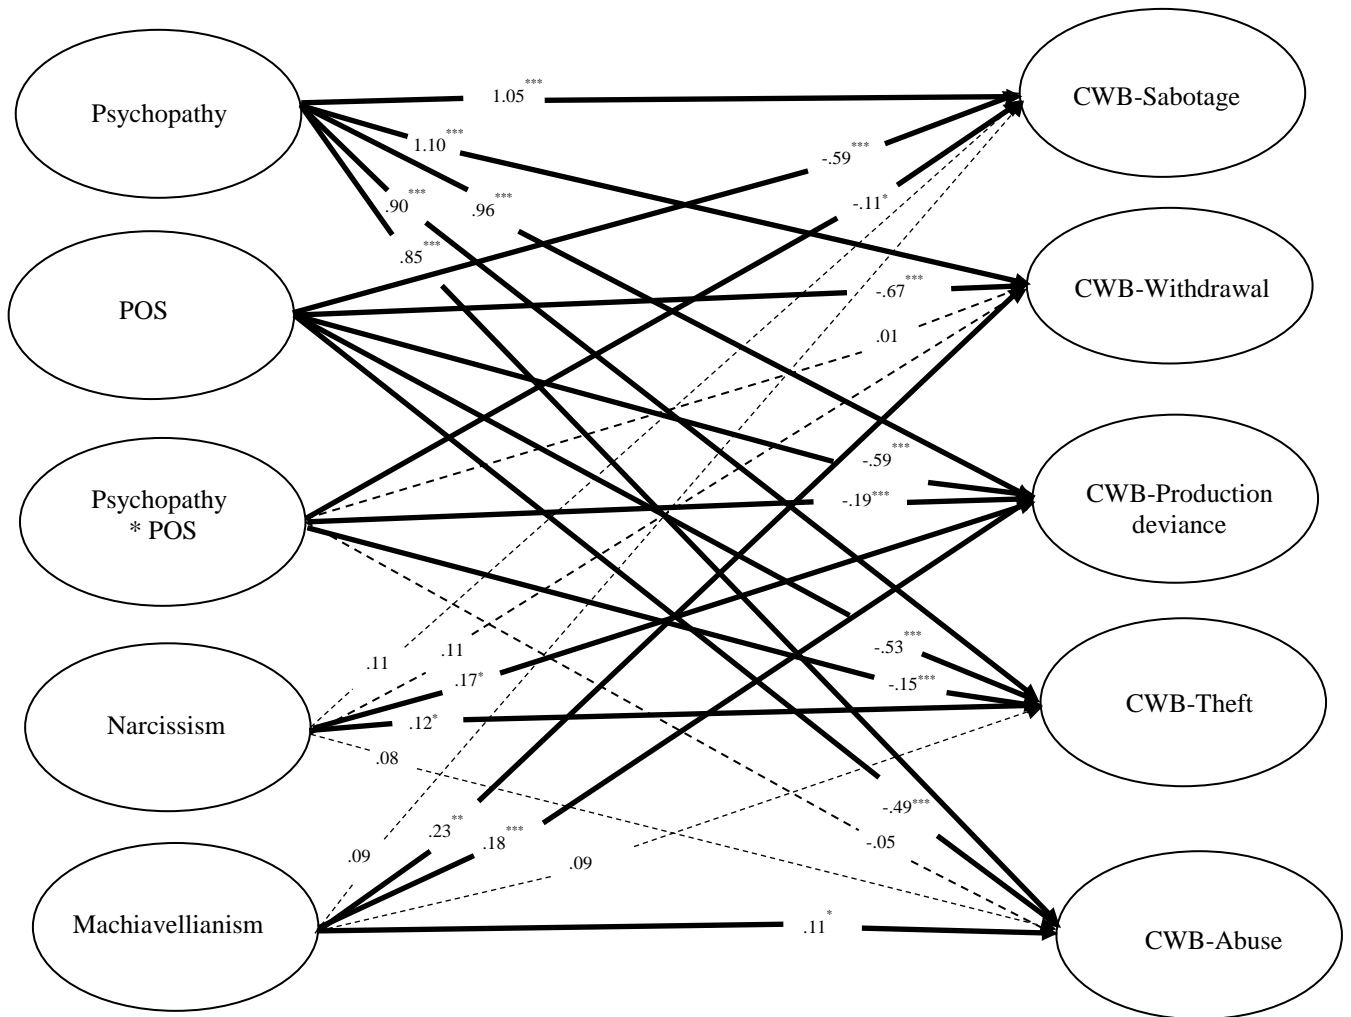 Psychopathy
1.05***
CWB-Sabotage
1.10***
-.59***
.90***
.96***
-.11*
.85***
POS
-.67***
CWB-Withdrawal
.01
Psychopathy
* POS
-.59***
-.19***
CWB-Production
deviance
.11
.11
-.53***
.17*
-.15***
Narcissism
.12*
CWB-Theft
.08
-.49***
.23**
.18***
-.05
.09
.09
Machiavellianism
.11*
CWB-Abuse